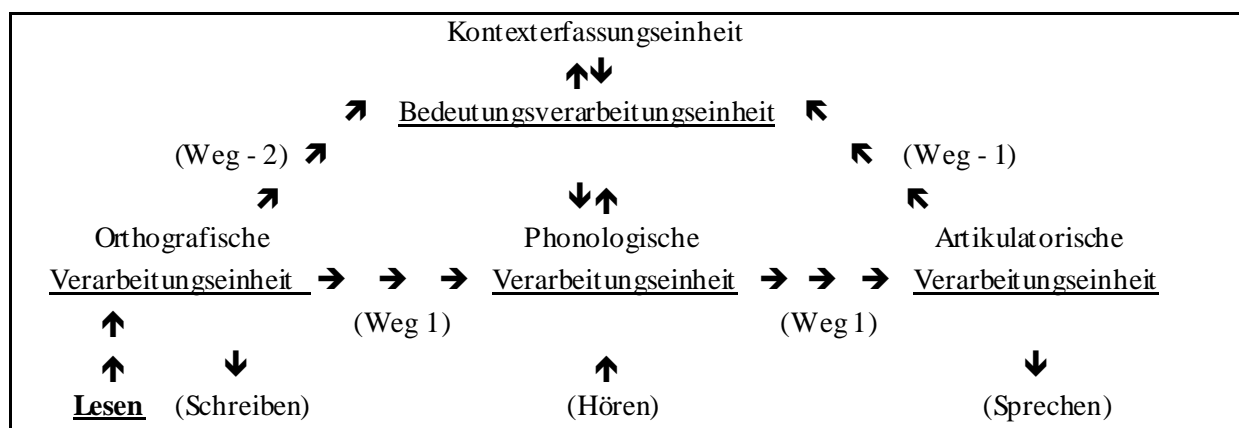 Kontexterfassungseinheit
Bedeutungsverarbeitungseinheit
(Weg - 2) (Weg - 1)
Orthografische Phonologische Artikulatorische
Verarbeitungseinheit Verarbeitungseinheit Verarbeitungseinheit
(Weg 1) (Weg 1)
Lesen (Schreiben) (Hören) (Sprechen)